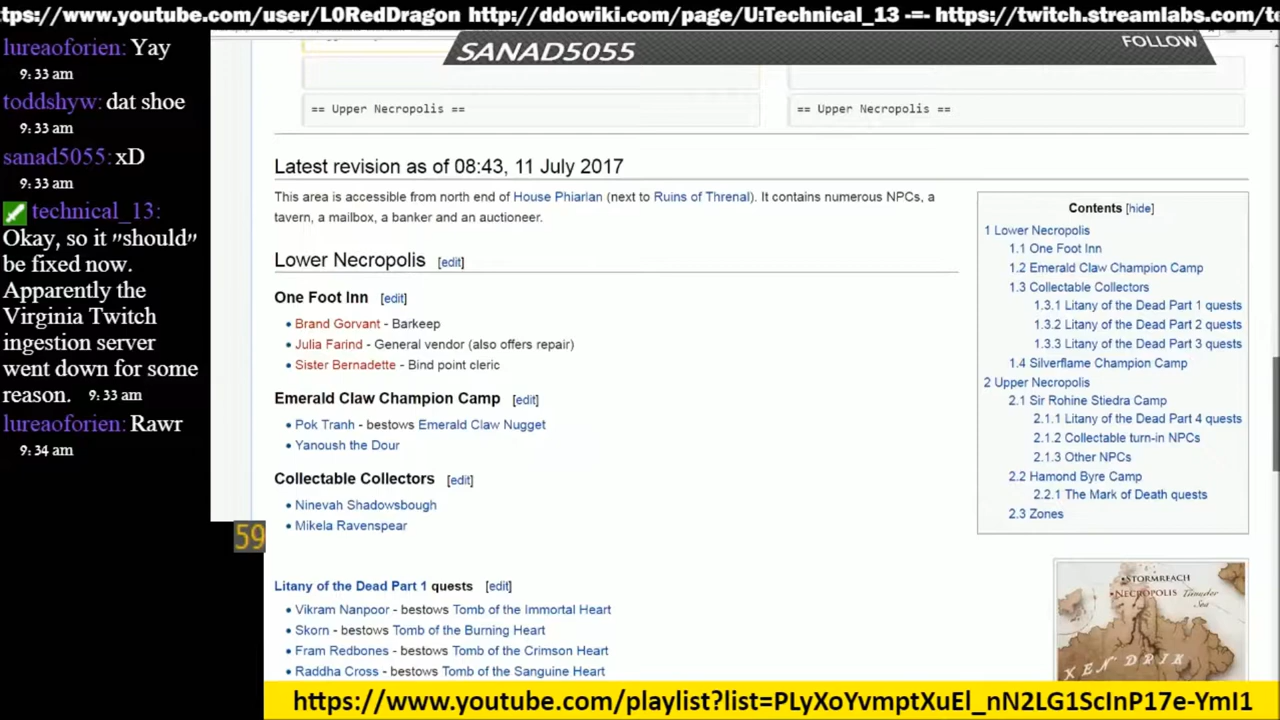 ttps://www.youtube.com/user/L0RedDragon http://ddowiki.com/page/U:Technical_13 -=- https://twitch.streamlabs.com/te
lureaoforien: Yay
9:33 am
toddshyw: dat shoe
9:33 am
sanad5055: xD
9:33 am
technical_13:
Okay, so it "should"
be fixed now.
Apparently the
Virginia Twitch
ingestion server
went down for some
reason. 9:33 am
lureaoforien: Rawr
9:34 am
SANAD5055
FOLLOW
== Upper Necropolis ==
== Upper Necropolis ==
Latest revision as of 08:43, 11 July 2017
This area is accessible from north end of House Phiarlan (next to Ruins of Threnal). It contains numerous NPCs, a
tavern, a mailbox, a banker and an auctioneer.
Lower Necropolis [edit]
One Foot Inn [edit]
• Brand Gorvant - Barkeep
• Julia Farind - General vendor (also offers repair)
• Sister Bernadette - Bind point cleric
Emerald Claw Champion Camp [edit]
• Pok Tranh - bestows Emerald Claw Nugget
• Yanoush the Dour
Collectable Collectors [edit]
• Ninevah Shadowsbough
• Mikela Ravenspear
59
Litany of the Dead Part 1 quests [edit]
• Vikram Nanpoor - bestows Tomb of the Immortal Heart
• Skorn - bestows Tomb of the Burning Heart
• Fram Redbones - bestows Tomb of the Crimson Heart
• Raddha Cross - bestows Tomb of the Sanguine Heart
Contents [hide]
1 Lower Necropolis
1.1 One Foot Inn
1.2 Emerald Claw Champion Camp
1.3 Collectable Collectors
1.3.1 Litany of the Dead Part 1 quests
1.3.2 Litany of the Dead Part 2 quests
1.3.3 Litany of the Dead Part 3 quests
1.4 Silverflame Champion Camp
2 Upper Necropolis
2.1 Sir Rohine Stiedra Camp
2.1.1 Litany of the Dead Part 4 quests
2.1.2 Collectable turn-in NPCs
2.1.3 Other NPCs
2.2 Hamond Byre Camp
2.2.1 The Mark of Death quests
2.3 Zones
STORMREACH
NECROPOLIS
Thunder
Sea
XEN'DRIK
https://www.youtube.com/playlist?list=PLyXoYvmptXuEl_nN2LG1ScInP17e-YmI1